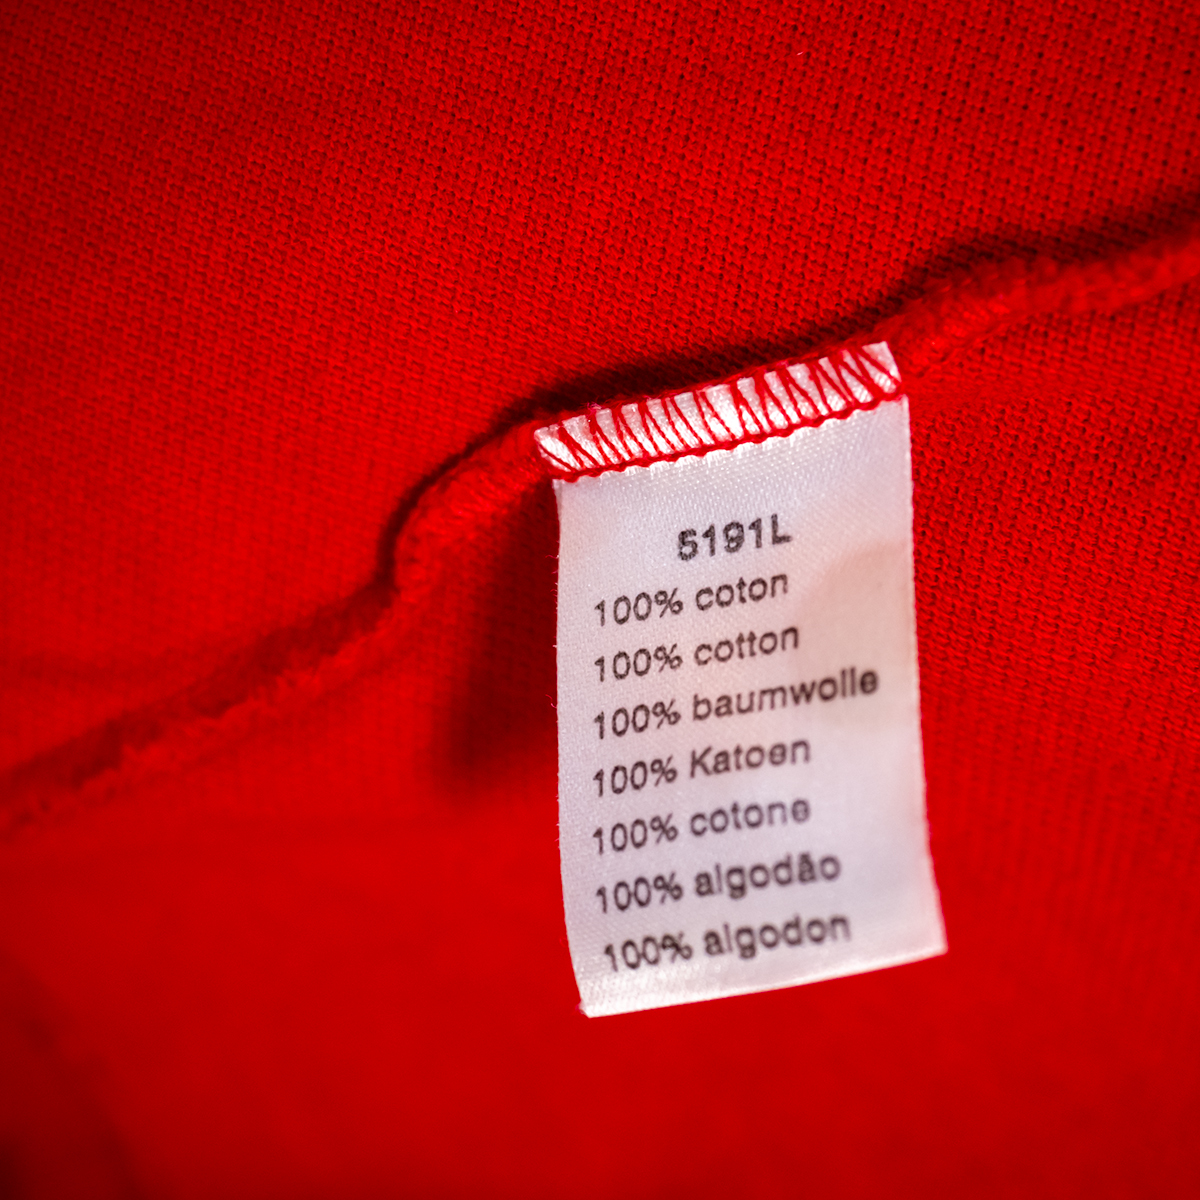 5191L
100% coton
100% cotton
100% baumwolle
100% Katoen
100% cotone
100% algodão
100% algodon